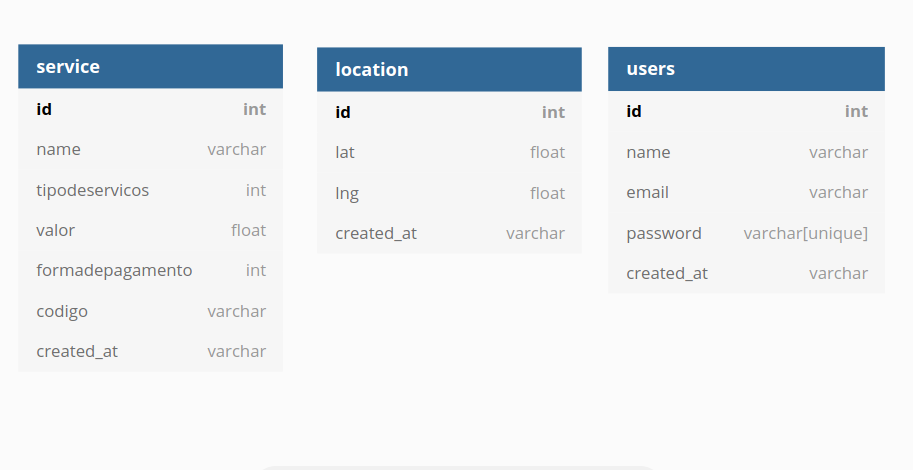 service
id int
name varchar
tipodeservicos int
valor float
formadepagamento int
codigo varchar
created_at varchar
location
id int
lat float
lng float
created_at varchar
users
id int
name varchar
email varchar
password varchar[unique]
created_at varchar